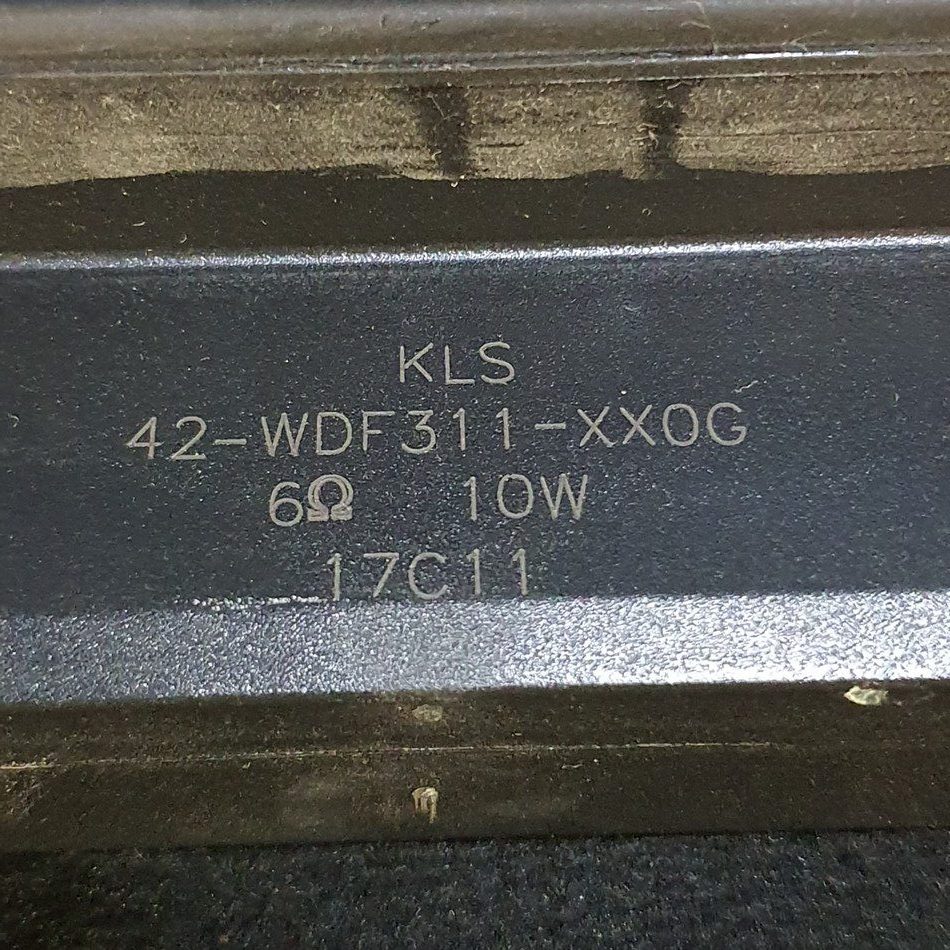 KLS
42-WDF311-XX0G
6Ω 10W
17C11